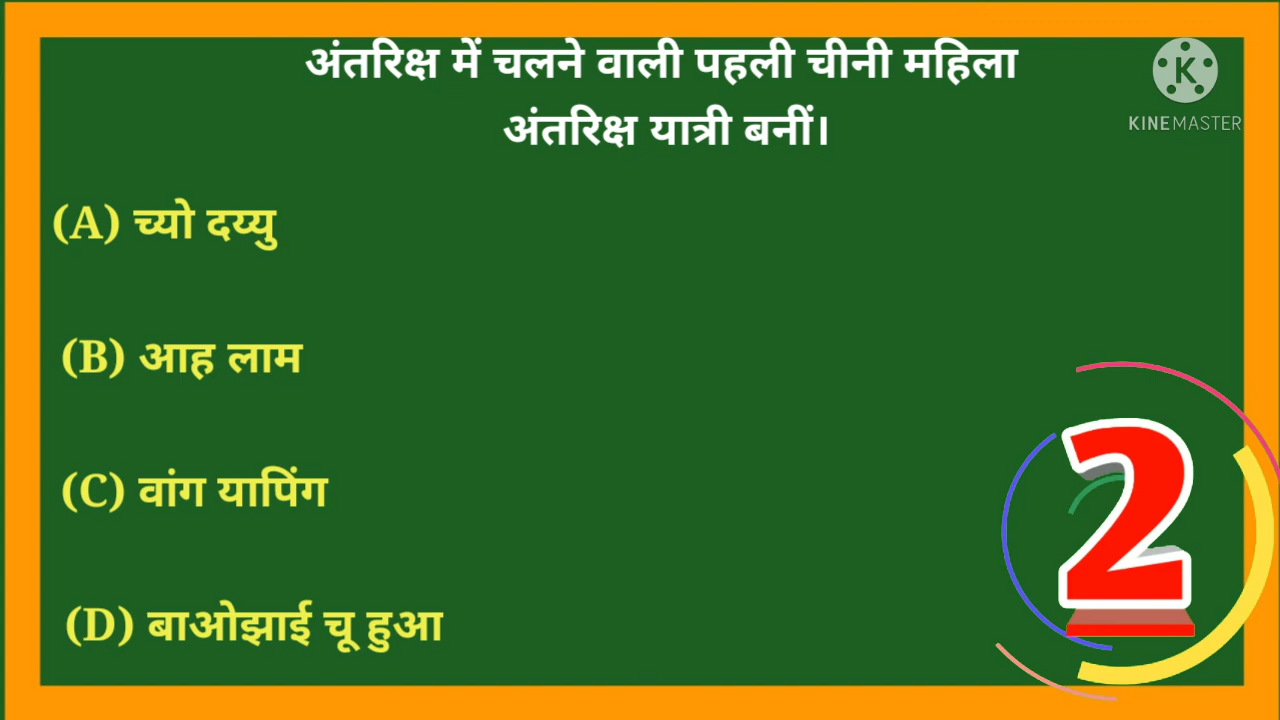 अंतरिक्ष में चलने वाली पहली चीनी महिला
अंतरिक्ष यात्री बनीं।
K
KINEMASTER
(A) च्यो दय्यु
(B) आह लाम
(C) वांग यापिंग
(D) बाओझाई चू हुआ
2